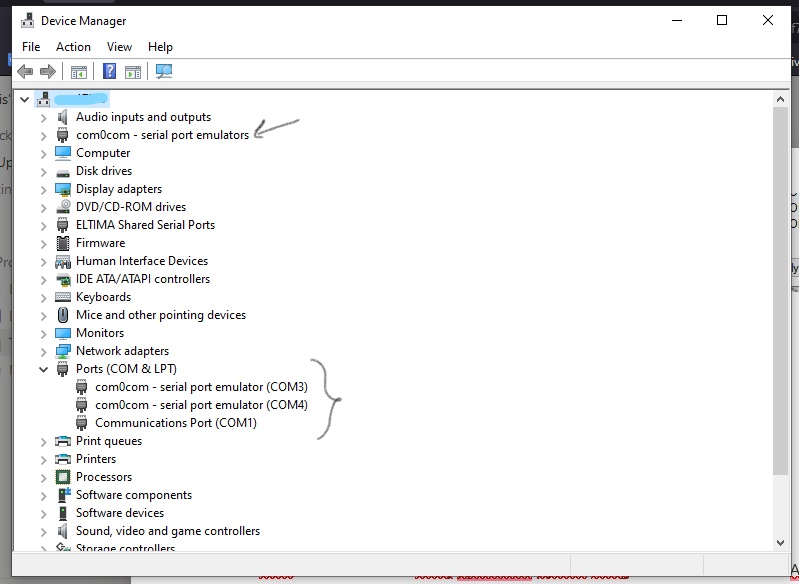 Device Manager
File Action View Help
Audio inputs and outputs
com0com - serial port emulators
Computer
Disk drives
Display adapters
DVD/CD-ROM drives
ELTIMA Shared Serial Ports
Firmware
Human Interface Devices
IDE ATA/ATAPI controllers
Keyboards
Mice and other pointing devices
Monitors
Network adapters
Ports (COM & LPT)
com0com - serial port emulator (COM3)
com0com - serial port emulator (COM4)
Communications Port (COM1)
Print queues
Printers
Processors
Software components
Software devices
Sound, video and game controllers
Storage controllers